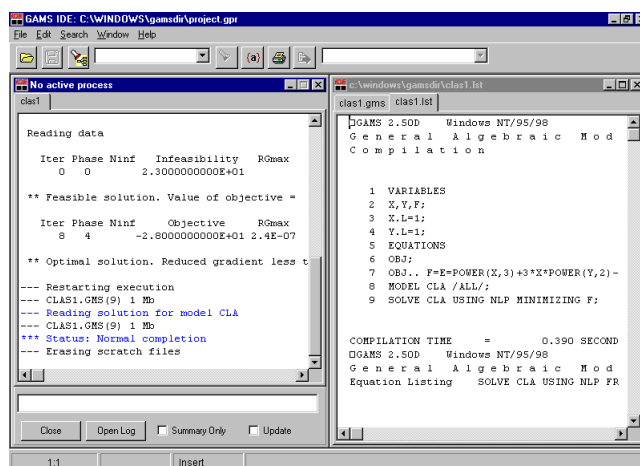 GAMS IDE: C:\WINDOWS\gamsdir\project.gpr
File Edit Search Window Help
{a}
No active process
clas1
Reading data
Iter Phase Ninf Infeasibility RGmax
0 0 2.3000000000E+01
** Feasible solution. Value of objective =
Iter Phase Ninf Objective RGmax
8 4 -2.8000000000E+01 2.4E-07
** Optimal solution. Reduced gradient less t
--- Restarting execution
--- CLAS1.GMS(9) 1 Mb
--- Reading solution for model CLA
--- CLAS1.GMS(9) 1 Mb
*** Status: Normal completion
--- Erasing scratch files
Close Open Log Summary Only Update
c:\windows\gamsdir\clas1.lst
clas1.gms clas1.lst
GAMS 2.50D Windows NT/95/98
G e n e r a l A l g e b r a i c M o d
C o m p i l a t i o n
1 VARIABLES
2 X,Y,F;
3 X.L=1;
4 Y.L=1;
5 EQUATIONS
6 OBJ;
7 OBJ.. F=E=POWER(X,3)+3*X*POWER(Y,2)-
8 MODEL CLA /ALL/;
9 SOLVE CLA USING NLP MINIMIZING F;
COMPILATION TIME = 0.390 SECOND
GAMS 2.50D Windows NT/95/98
G e n e r a l A l g e b r a i c M o d
Equation Listing SOLVE CLA USING NLP FR
1:1 Insert